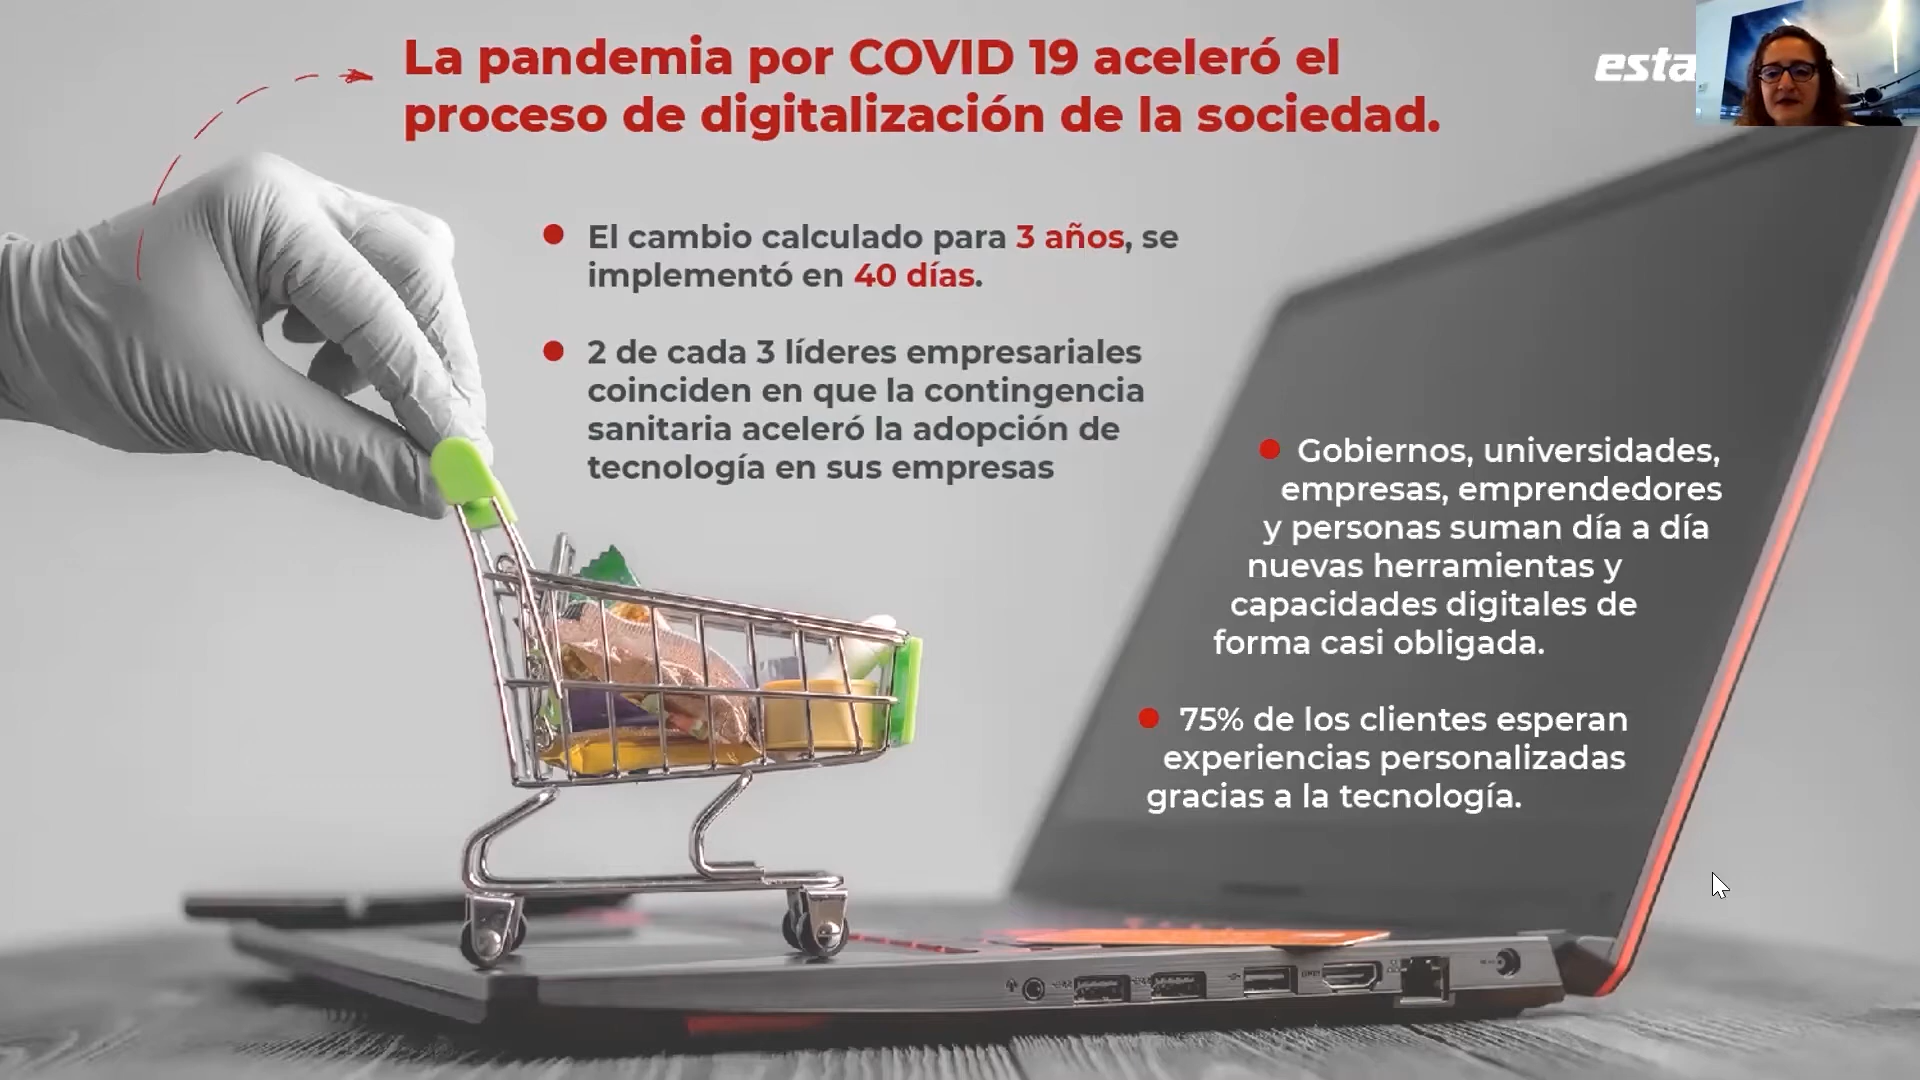 La pandemia por COVID 19 aceleró el
proceso de digitalización de la sociedad.
esta
El cambio calculado para 3 años, se
implementó en 40 días.
2 de cada 3 líderes empresariales
coinciden en que la contingencia
sanitaria aceleró la adopción de
tecnología en sus empresas
Gobiernos, universidades,
empresas, emprendedores
y personas suman día a día
nuevas herramientas y
capacidades digitales de
forma casi obligada.
75% de los clientes esperan
experiencias personalizadas
gracias a la tecnología.